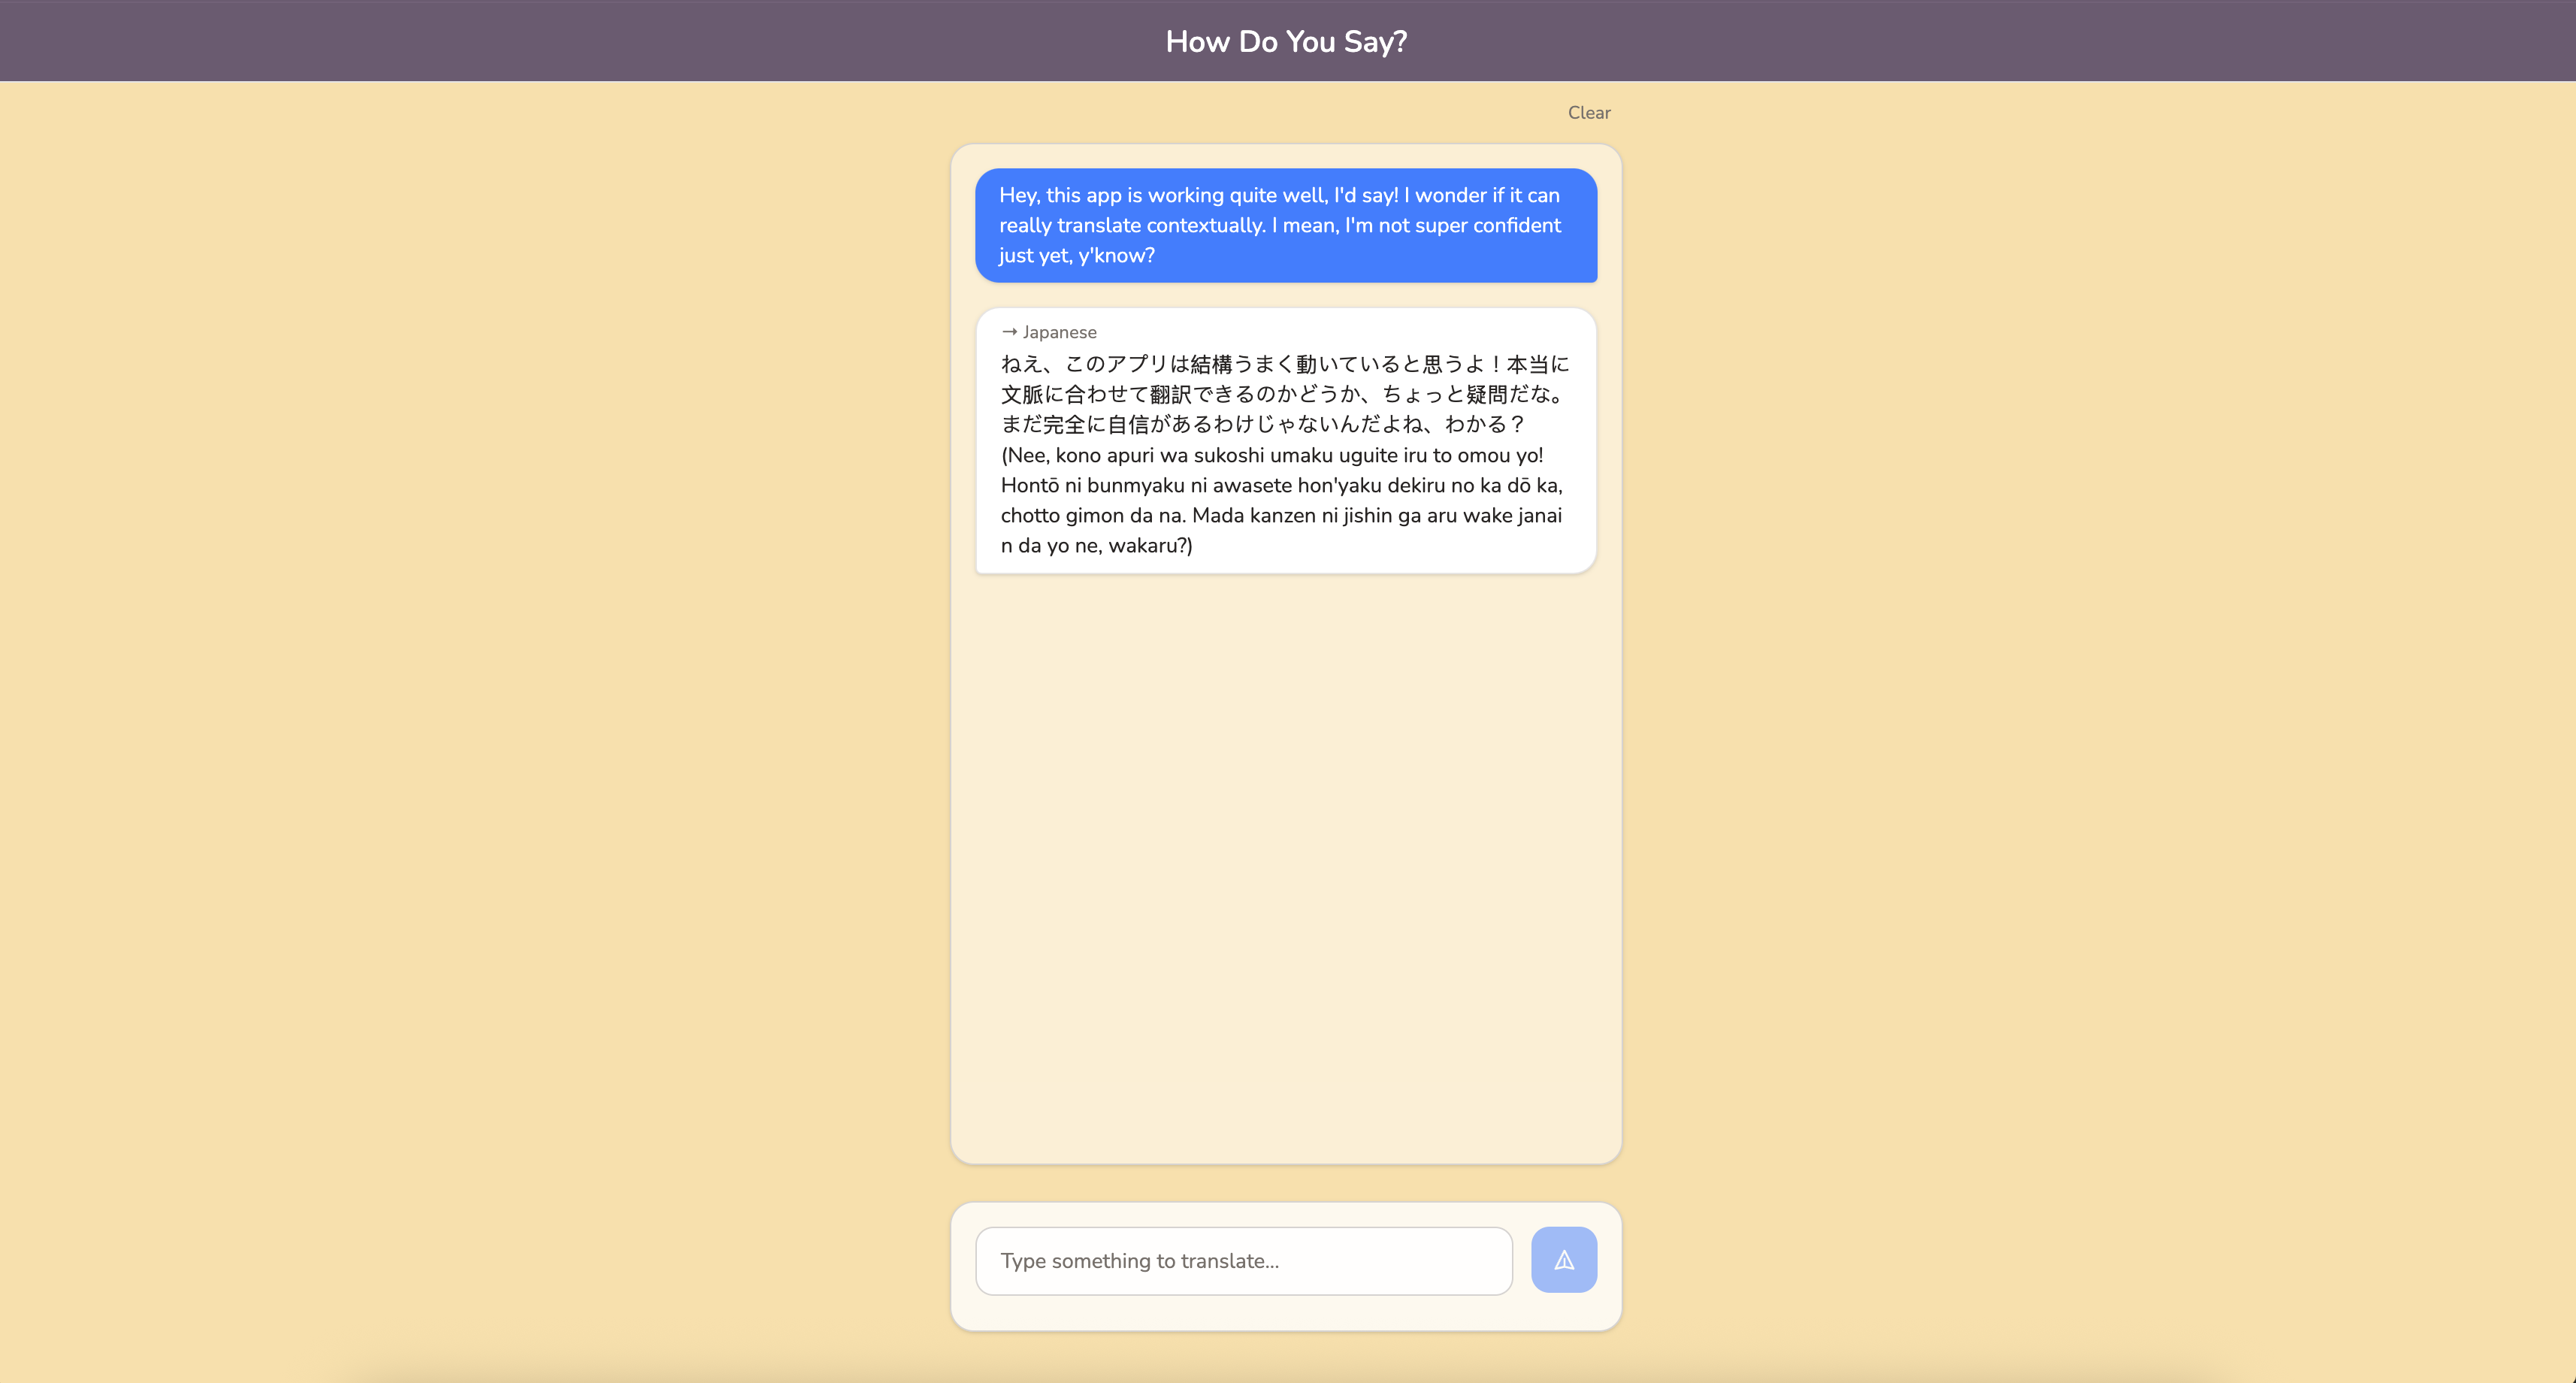 How Do You Say?
Clear
Hey, this app is working quite well, I'd say! I wonder if it can
really translate contextually. I mean, I'm not super confident
just yet, y'know?
→ Japanese
ねえ、このアプリは結構うまく動いていると思うよ！本当に
文脈に合わせて翻訳できるのかどうか、ちょっと疑問だな。
まだ完全に自信があるわけじゃないんだよね、わかる？
(Nee, kono apuri wa sukoshi umaku uguite iru to omou yo!
Hontō ni bunmyaku ni awasete hon'yaku dekiru no ka dō ka,
chotto gimon da na. Mada kanzen ni jishin ga aru wake janai
n da yo ne, wakaru?)
Type something to translate...